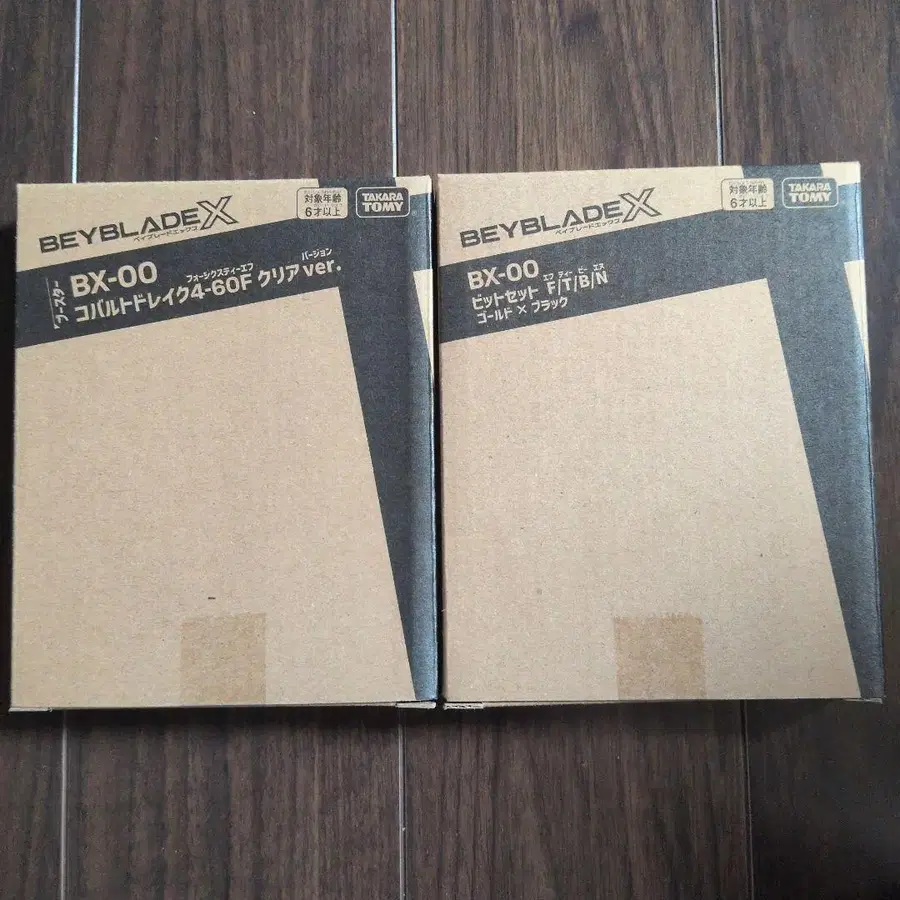 BEYBLADE X
ベイブレードエックス
対象年齢
6才以上
TAKARA
TOMY
ブースター
BX-00
フォーシックスティーエフ
バージョン
コバルトドレイク4-60F クリアver.
BEYBLADE X
ベイブレードエックス
対象年齢
6才以上
TAKARA
TOMY
BX-00
エフ ティー ビー エヌ
ビットセット F/T/B/N
ゴールド×ブラック